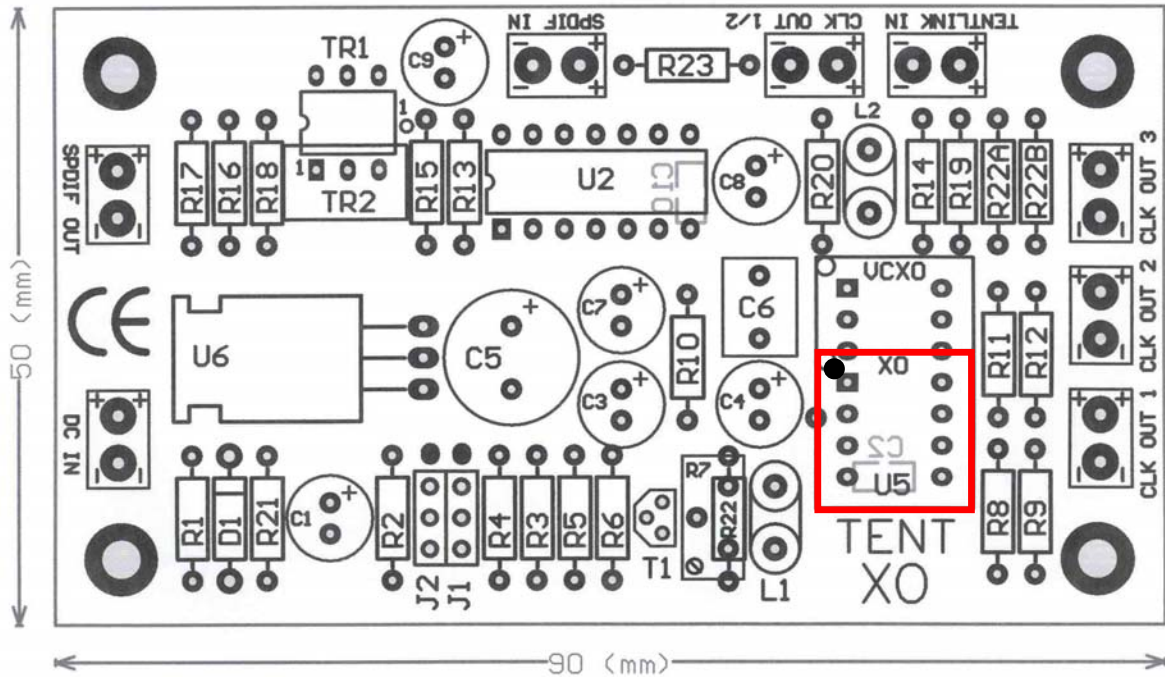 SPDIF IN
CLK OUT 1/2
TENTLINK IN
TR1
C9
R23
L2
1
SPDIF OUT
R17
R16
R18
1
TR2
R15
R13
U2
C10
C8
R20
R14
R19
R22A
R22B
CLK OUT 3
50 (mm)
CE
U6
C5
C7
C3
R10
C6
C4
VCXO
XO
C2
U5
R11
R12
CLK OUT 2
CLK OUT 1
DC IN
R1
D1
R21
C1
R2
J2
J1
R4
R3
R5
R6
T1
R7
R22
L1
TENT
XO
R8
R9
90 (mm)